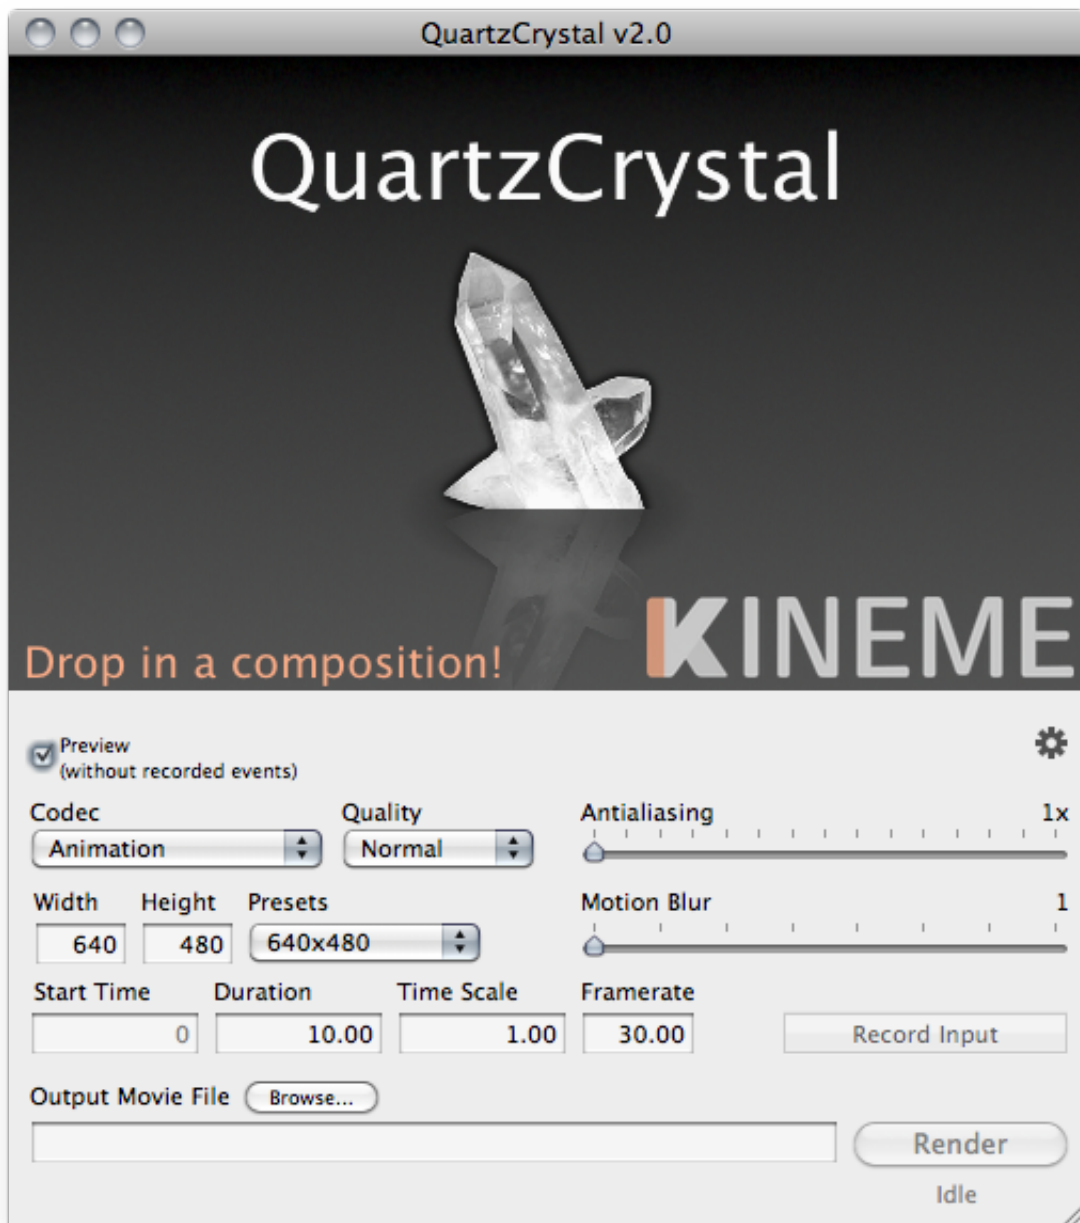 QuartzCrystal v2.0
QuartzCrystal
KINEME
Drop in a composition!
Preview
(without recorded events)
Codec Quality Antialiasing 1x
Animation Normal
Width Height Presets Motion Blur 1
640 480 640x480
Start Time Duration Time Scale Framerate
0 10.00 1.00 30.00 Record Input
Output Movie File Browse...
Render
Idle